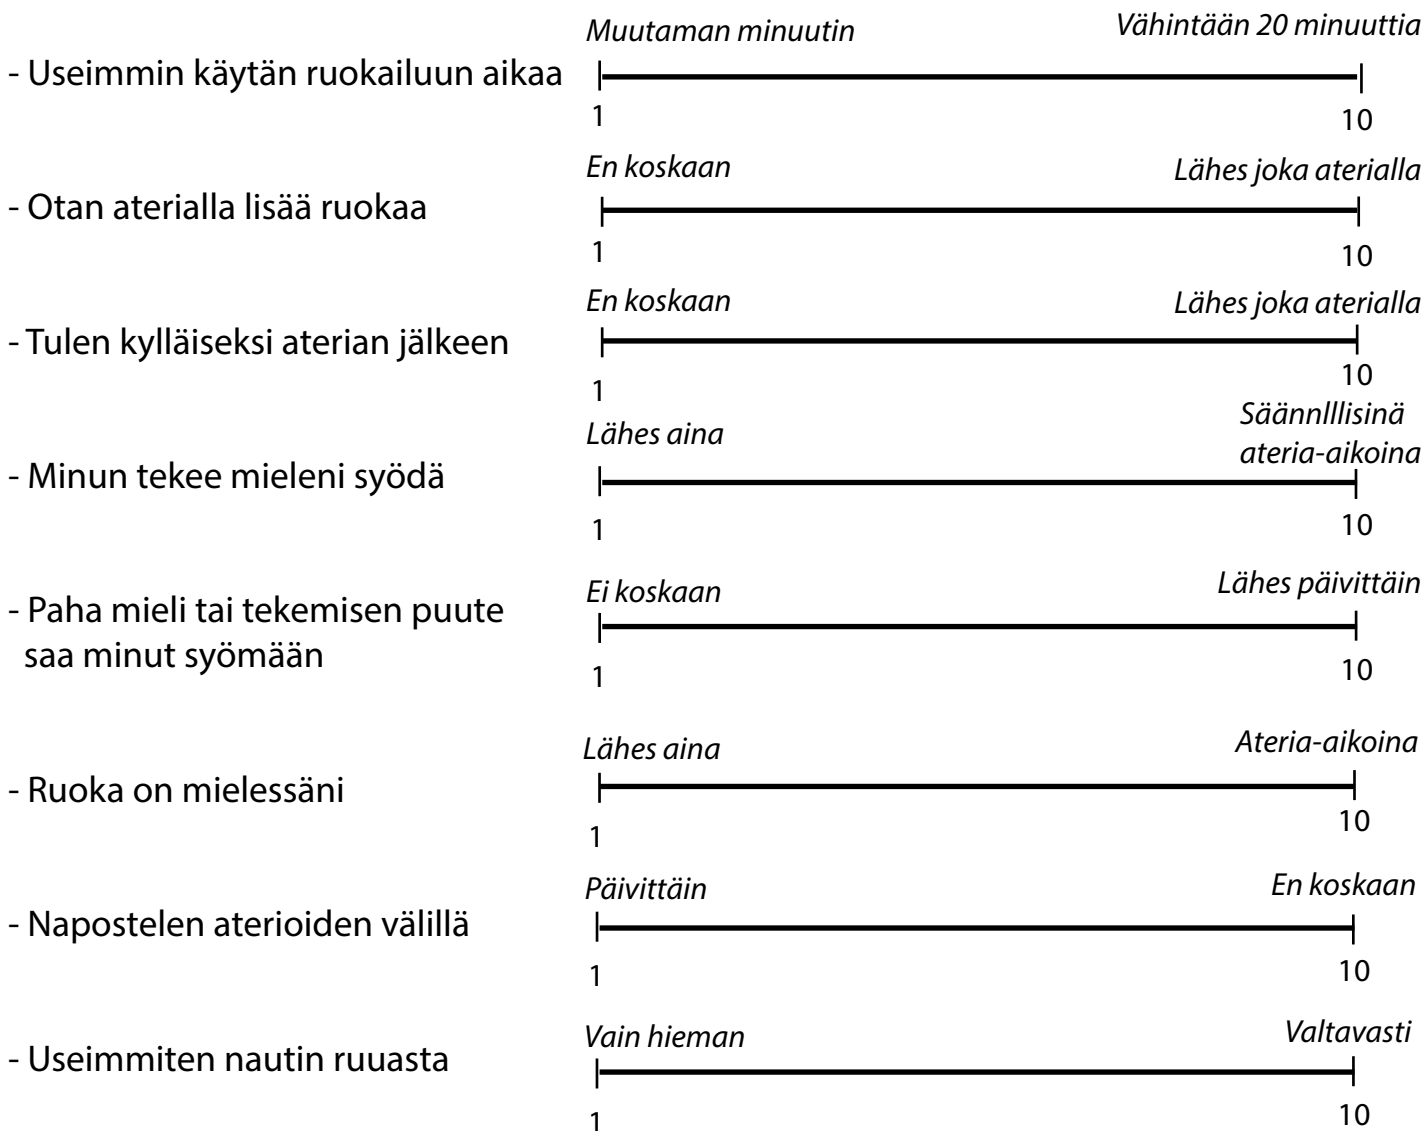 Muutaman minuutin Vähintään 20 minuuttia
- Useimmin käytän ruokailuun aikaa
1 10
En koskaan Lähes joka aterialla
- Otan aterialla lisää ruokaa
1 10
En koskaan Lähes joka aterialla
- Tulen kylläiseksi aterian jälkeen
1 10
Lähes aina Säännlllisinä
ateria-aikoina
- Minun tekee mieleni syödä
1 10
Ei koskaan Lähes päivittäin
- Paha mieli tai tekemisen puute
saa minut syömään
1 10
Lähes aina Ateria-aikoina
- Ruoka on mielessäni
1 10
Päivittäin En koskaan
- Napostelen aterioiden välillä
1 10
Vain hieman Valtavasti
- Useimmiten nautin ruuasta
1 10